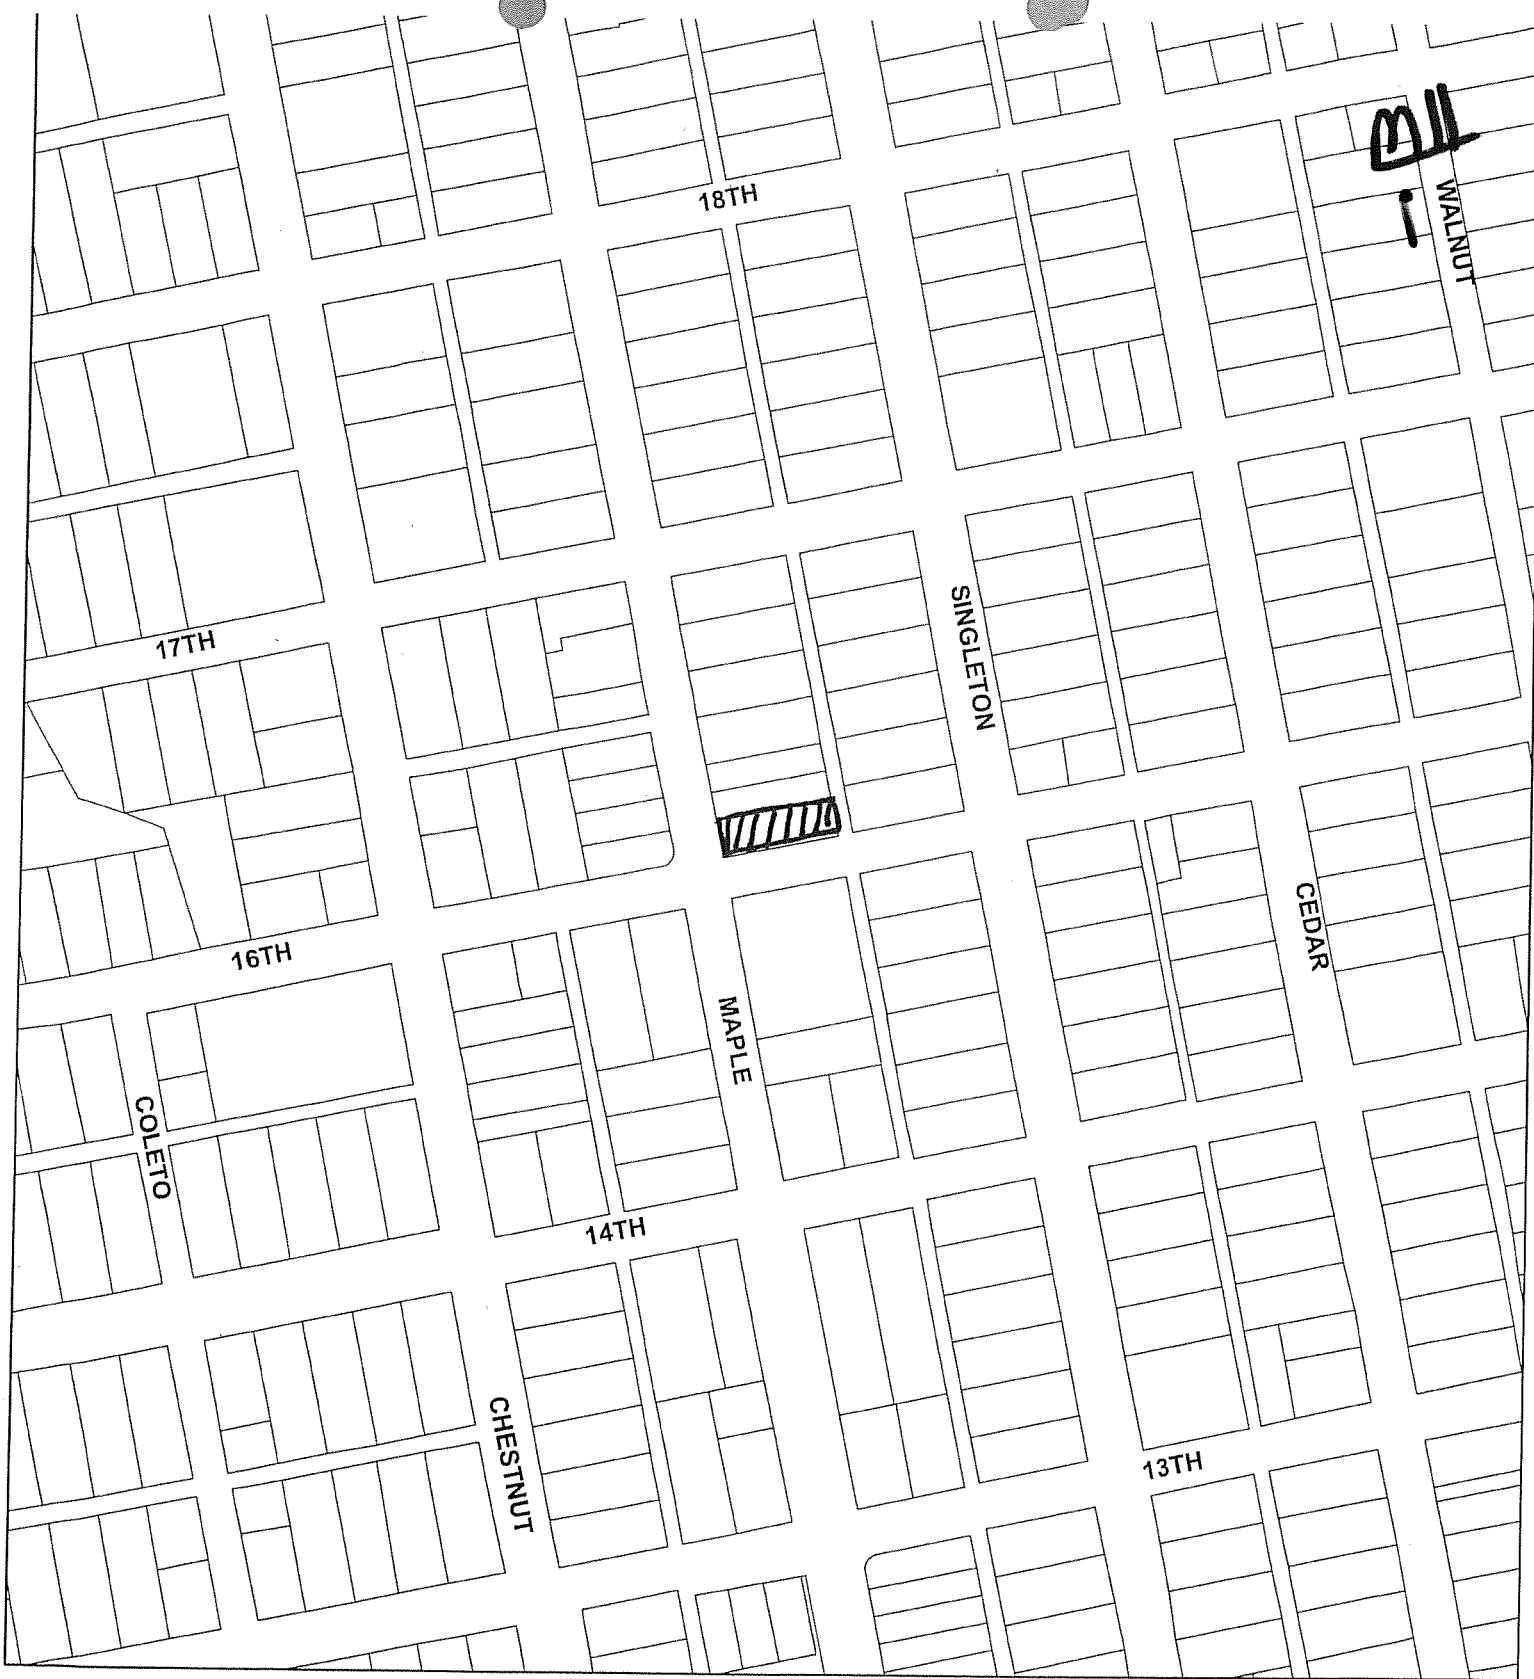 18TH
WALNUT
17TH
SINGLETON
CEDAR
16TH
MAPLE
COLETO
14TH
CHESTNUT
13TH